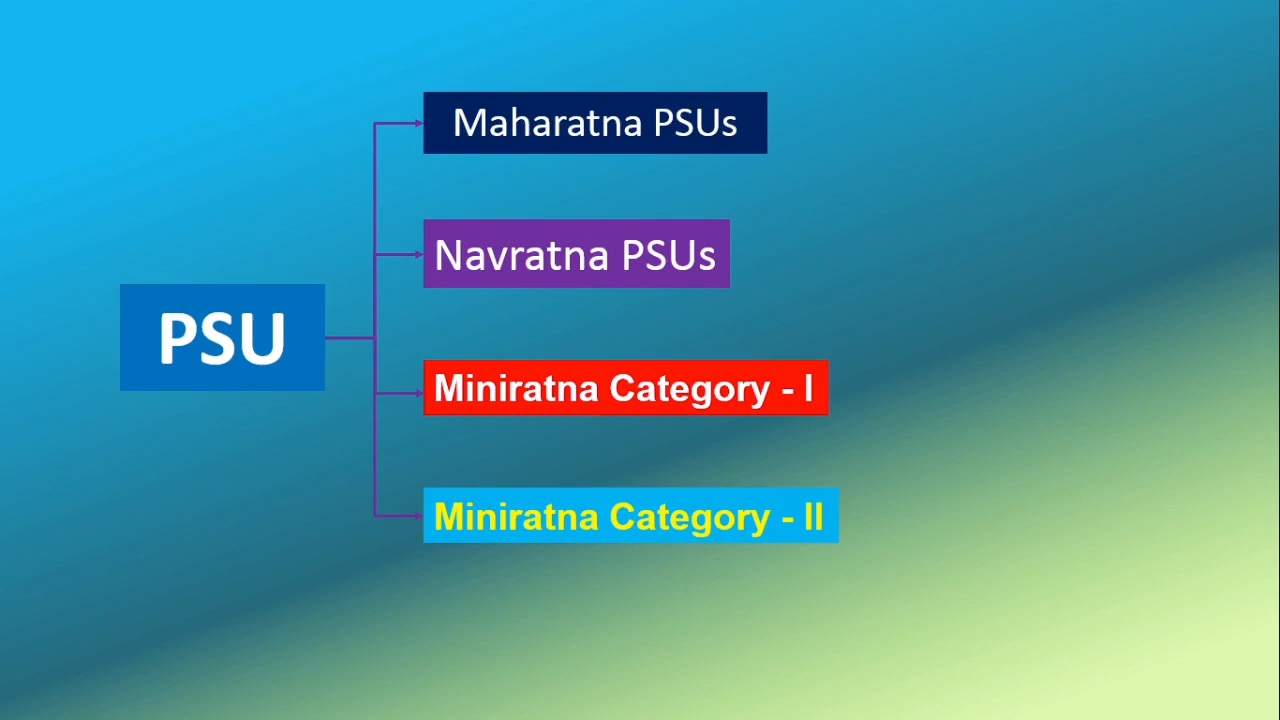 Maharatna PSUs
Navratna PSUs
PSU
Miniratna Category - I
Miniratna Category - II